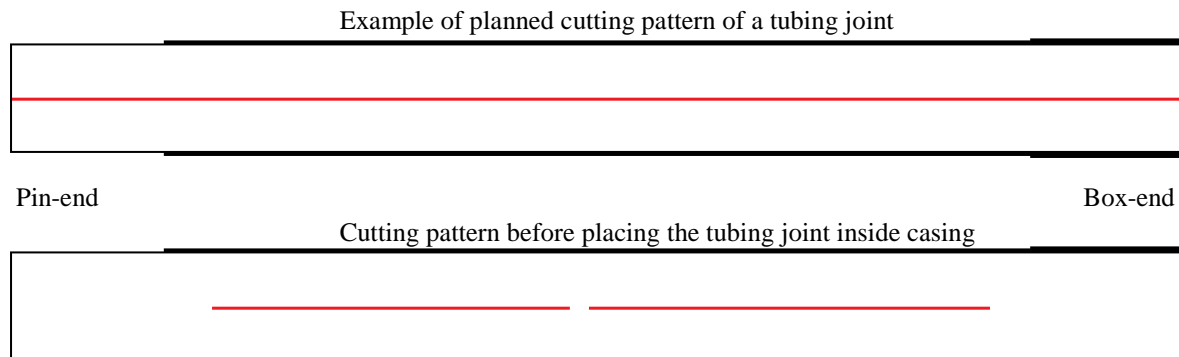 Example of planned cutting pattern of a tubing joint
Pin-end
Box-end
Cutting pattern before placing the tubing joint inside casing